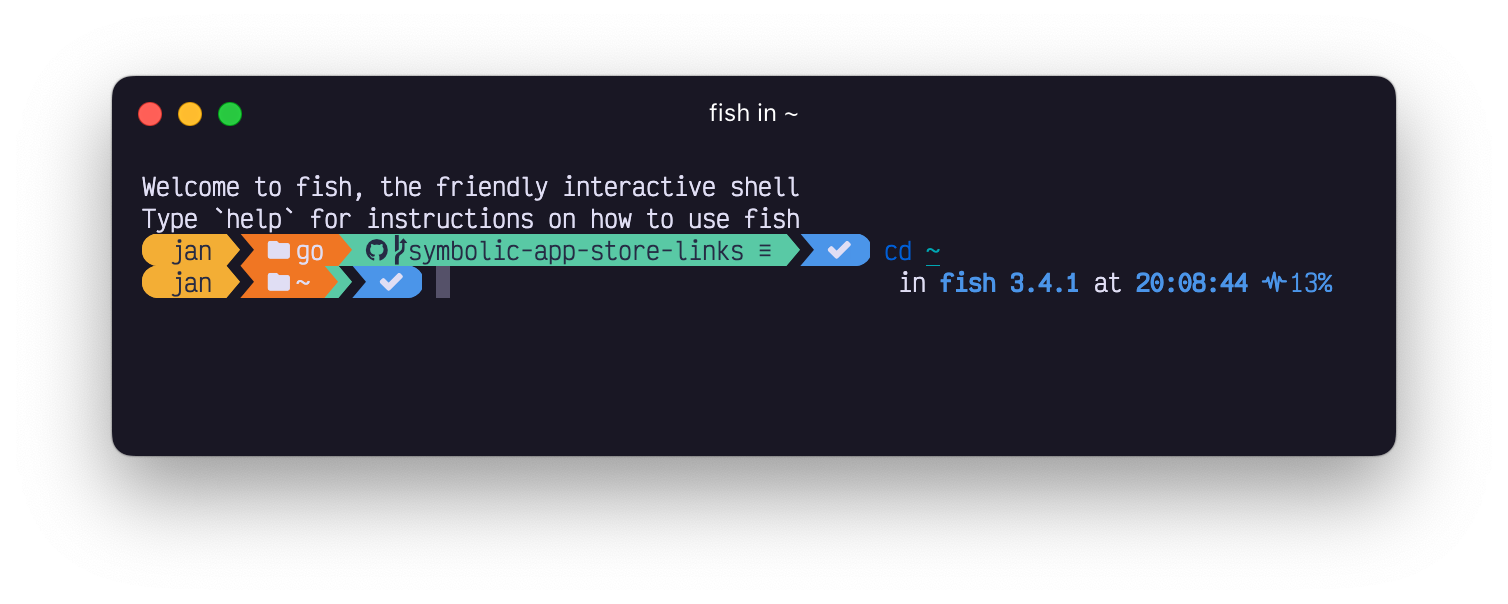 fish in ~
Welcome to fish, the friendly interactive shell
Type `help` for instructions on how to use fish
jan go symbolic-app-store-links ≡ ✔ cd ~
jan ~ ✔ in fish 3.4.1 at 20:08:44 13%